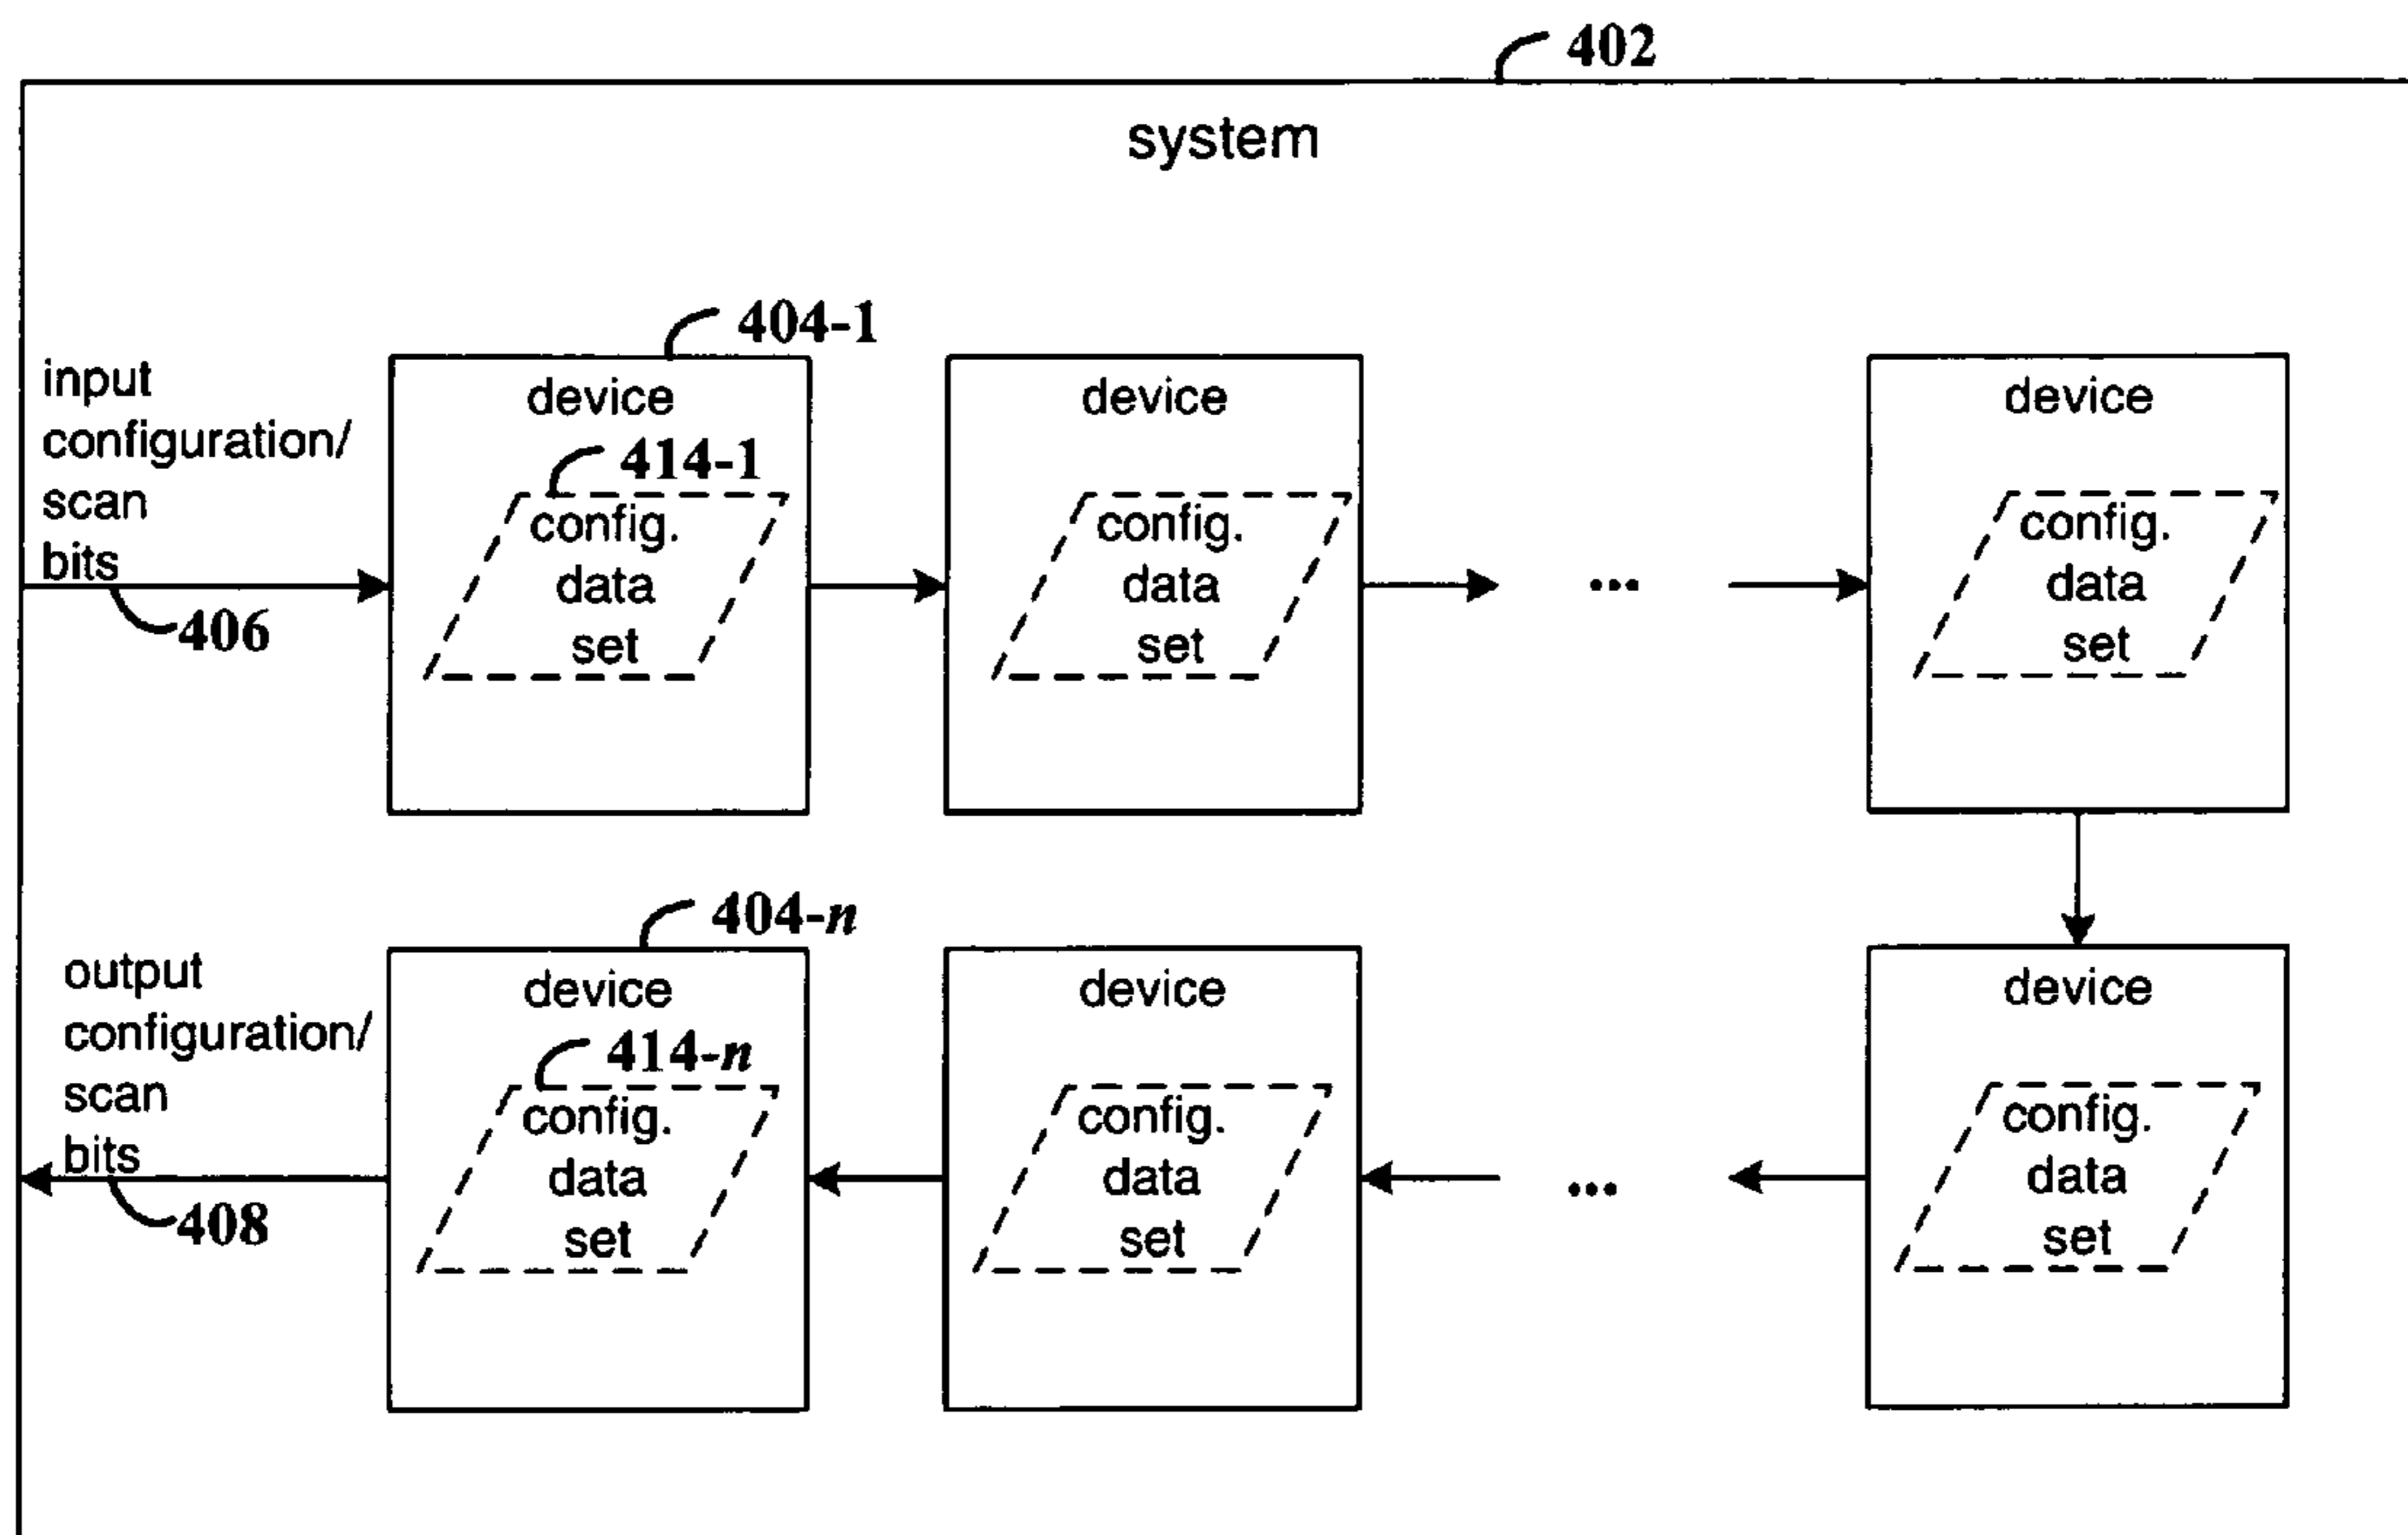 402
system
404-1
input
configuration/
scan
bits
406
device
414-1
config.
data
set
device
config.
data
set
...
device
config.
data
set
404-n
output
configuration/
scan
bits
408
device
414-n
config.
data
set
device
config.
data
set
...
device
config.
data
set